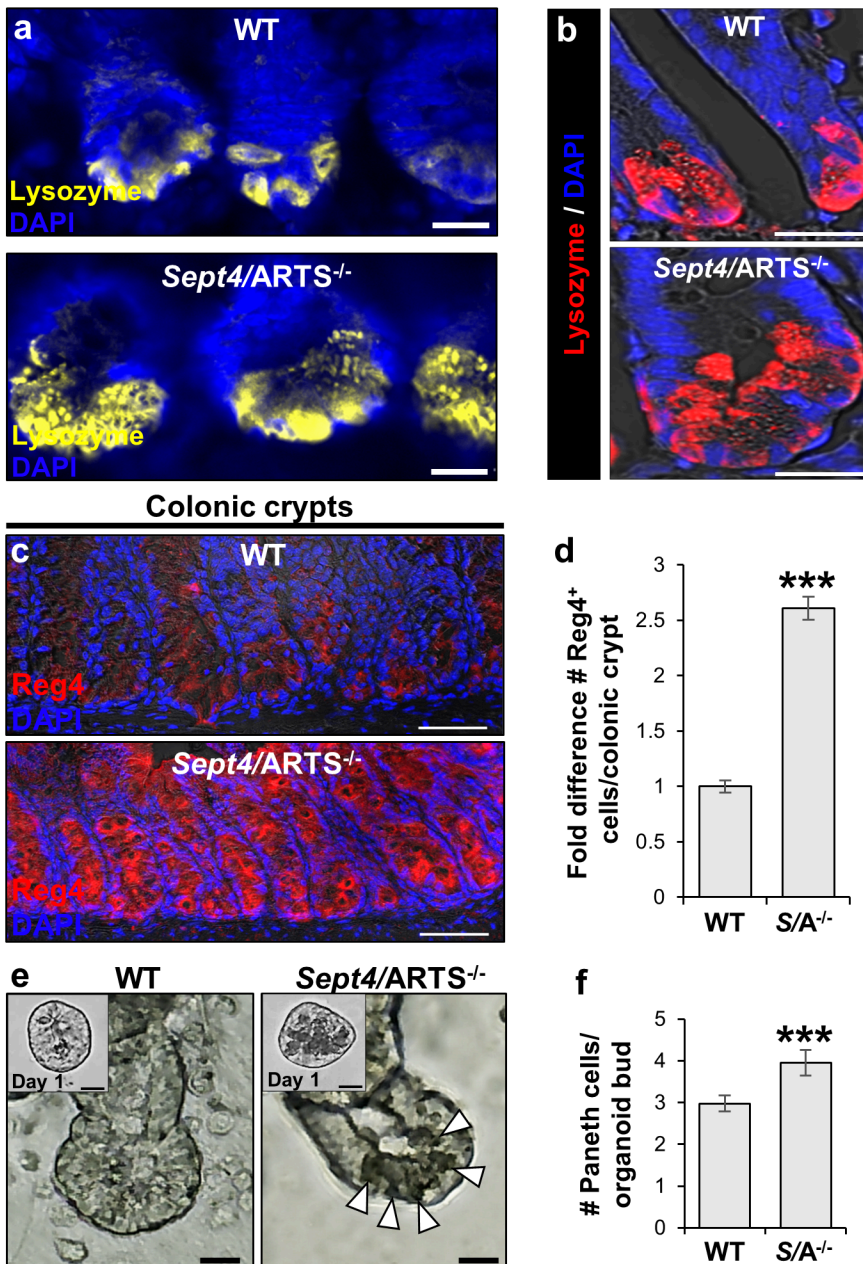 a
WT
Lysozyme
DAPI
Sept4/ARTS-/-
Lysozyme
DAPI
b
Lysozyme / DAPI
WT
Sept4/ARTS-/-
Colonic crypts
c
WT
Reg4
DAPI
Sept4/ARTS-/-
Reg4
DAPI
d
Fold difference # Reg4+
cells/colonic crypt
3
2.5
2
1.5
1
0.5
0
***
WT
S/A-/-
e
WT
Sept4/ARTS-/-
Day 1
Day 1
f
# Paneth cells/
organoid bud
5
4
3
2
1
0
***
WT
S/A-/-